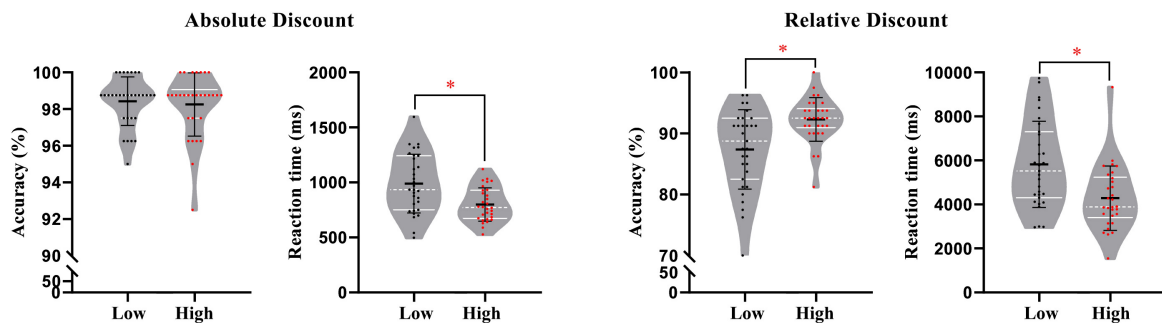 Absolute Discount
Relative Discount
Accuracy (%)
100
98
96
94
92
90
50
0
Low
High
Reaction time (ms)
2000
1500
1000
500
0
*
Low
High
Accuracy (%)
100
90
80
70
50
0
*
Low
High
Reaction time (ms)
10000
8000
6000
4000
2000
0
*
Low
High